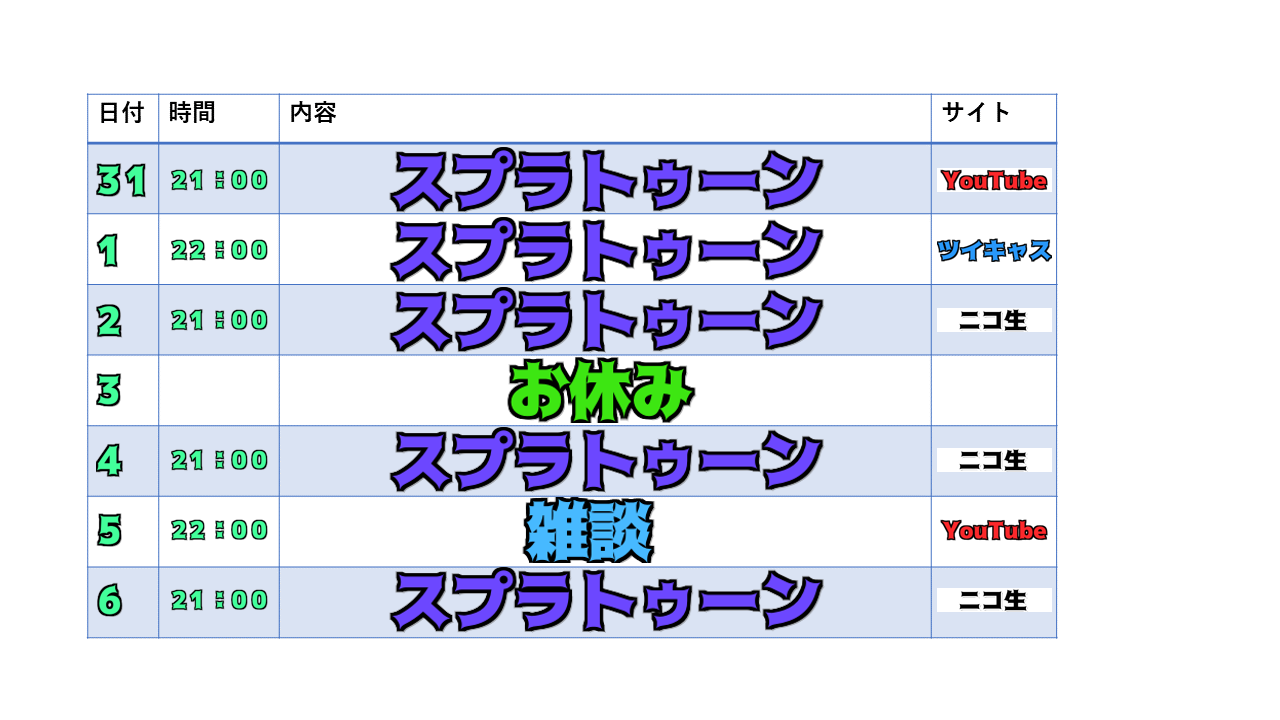 日付 時間 内容 サイト
31 21：00 スプラトゥーン YouTube
1 22：00 スプラトゥーン ツイキャス
2 21：00 スプラトゥーン ニコ生
3 お休み
4 21：00 スプラトゥーン ニコ生
5 22：00 雑談 YouTube
6 21：00 スプラトゥーン ニコ生